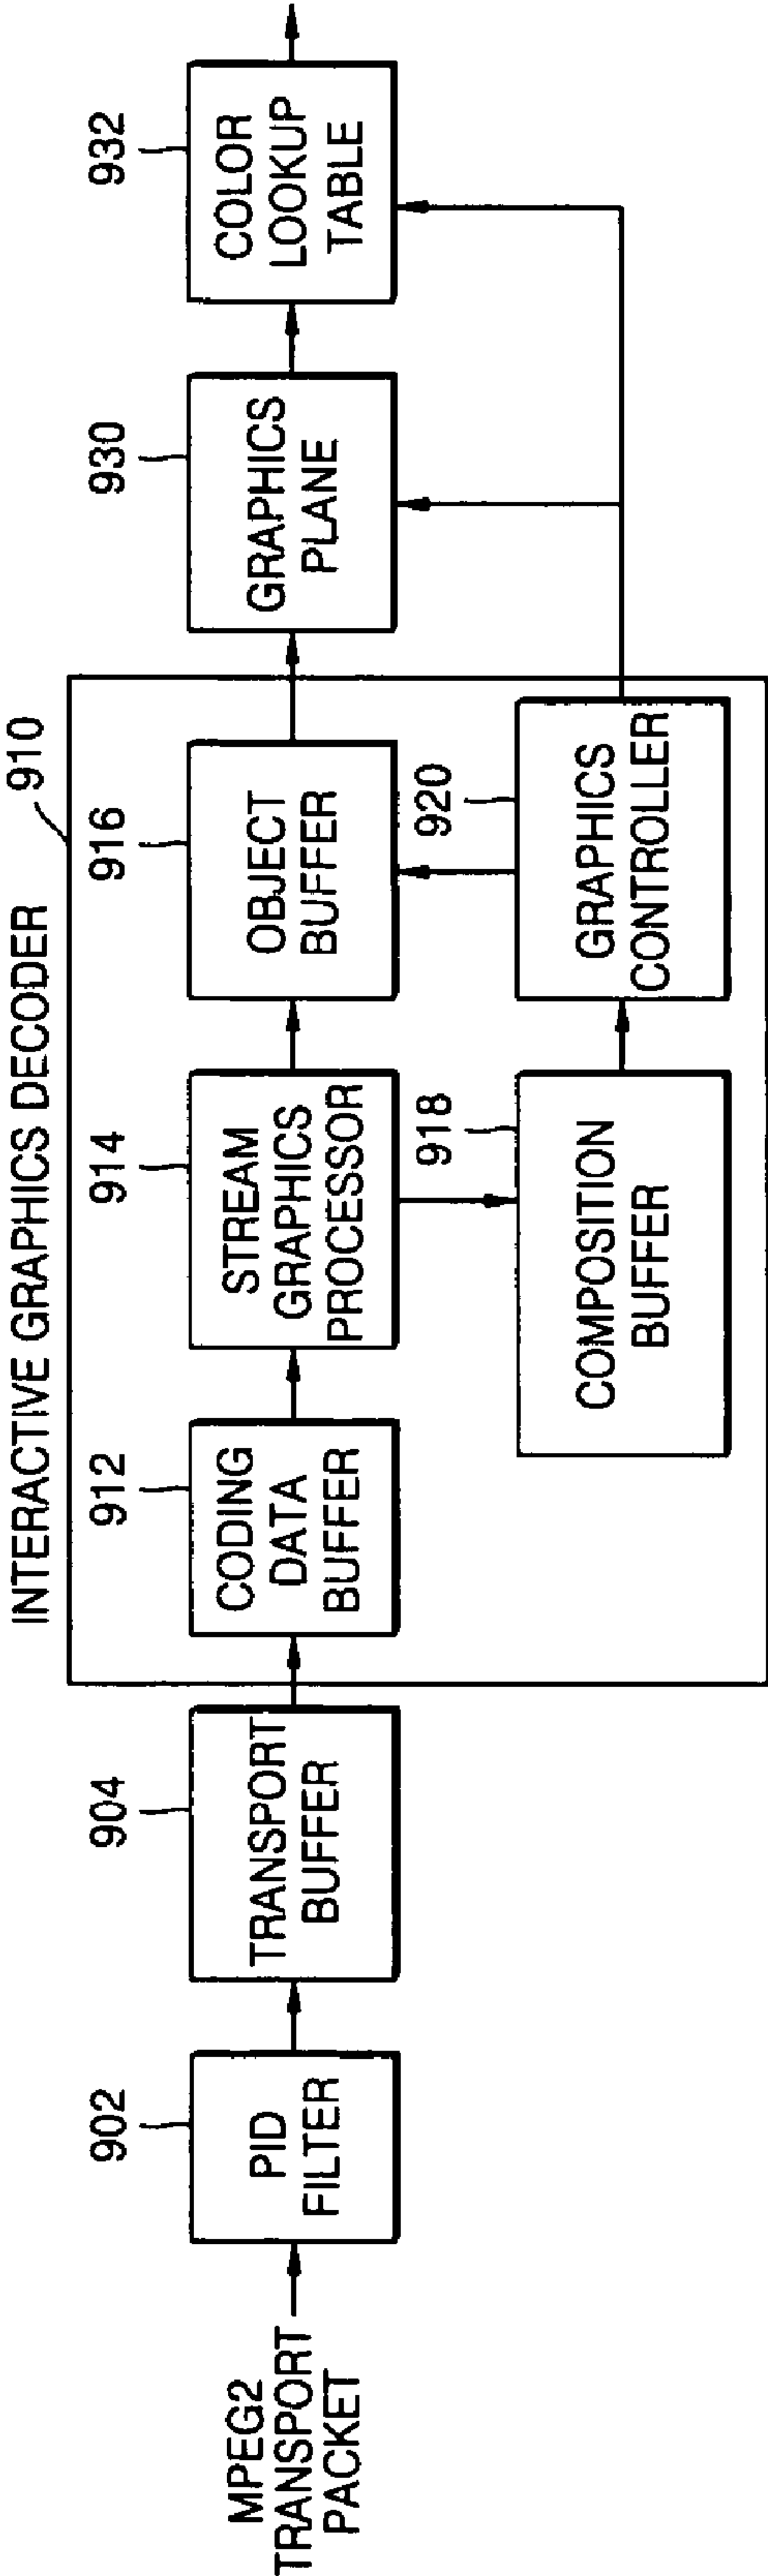 INTERACTIVE GRAPHICS DECODER
910
MPEG2
TRANSPORT
PACKET
902
PID
FILTER
904
TRANSPORT
BUFFER
912
CODING
DATA
BUFFER
914
STREAM
GRAPHICS
PROCESSOR
916
OBJECT
BUFFER
930
GRAPHICS
PLANE
932
COLOR
LOOKUP
TABLE
918
COMPOSITION
BUFFER
920
GRAPHICS
CONTROLLER